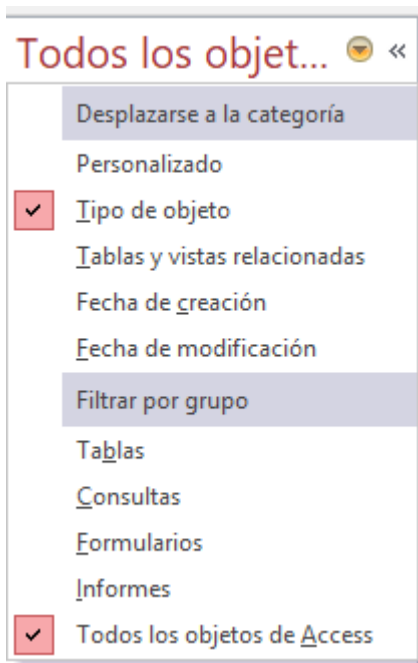 Todos los objet... «
Desplazarse a la categoría
Personalizado
Tipo de objeto
Tablas y vistas relacionadas
Fecha de creación
Fecha de modificación
Filtrar por grupo
Tablas
Consultas
Formularios
Informes
Todos los objetos de Access